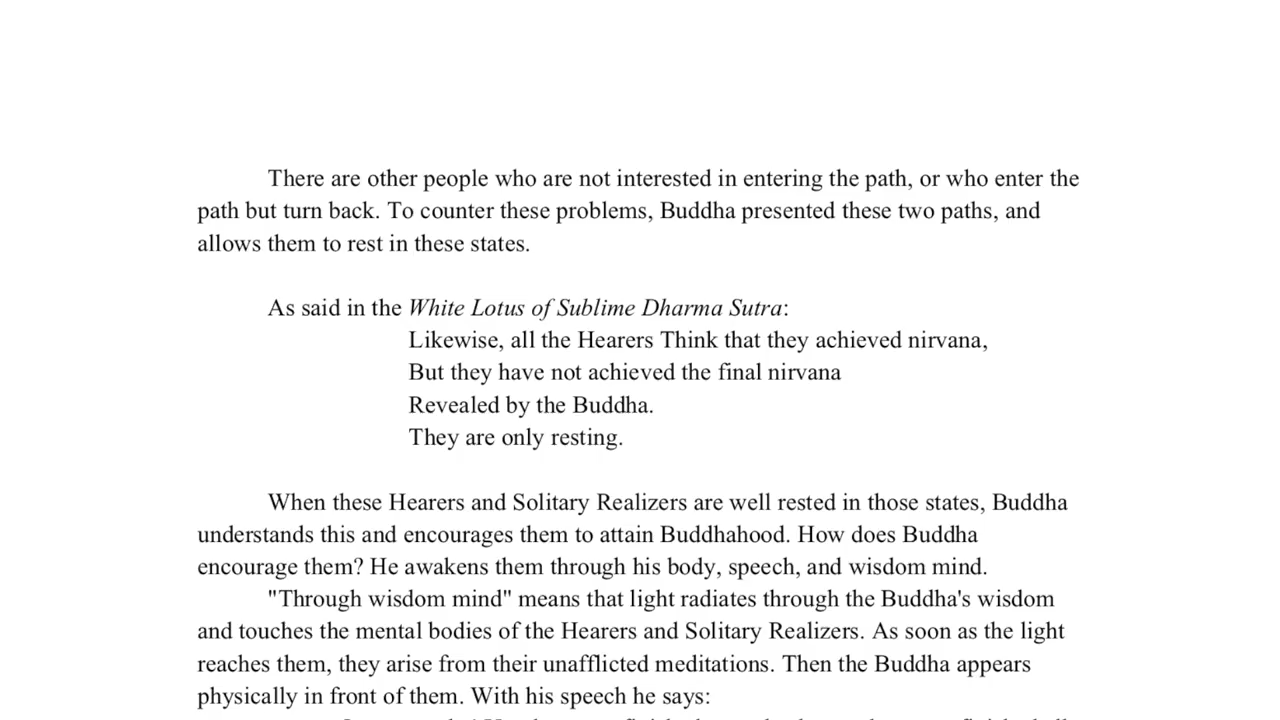 There are other people who are not interested in entering the path, or who enter the
path but turn back. To counter these problems, Buddha presented these two paths, and
allows them to rest in these states.
As said in the White Lotus of Sublime Dharma Sutra:
Likewise, all the Hearers Think that they achieved nirvana,
But they have not achieved the final nirvana
Revealed by the Buddha.
They are only resting.
When these Hearers and Solitary Realizers are well rested in those states, Buddha
understands this and encourages them to attain Buddhahood. How does Buddha
encourage them? He awakens them through his body, speech, and wisdom mind.
"Through wisdom mind" means that light radiates through the Buddha's wisdom
and touches the mental bodies of the Hearers and Solitary Realizers. As soon as the light
reaches them, they arise from their unafflicted meditations. Then the Buddha appears
physically in front of them. With his speech he says: